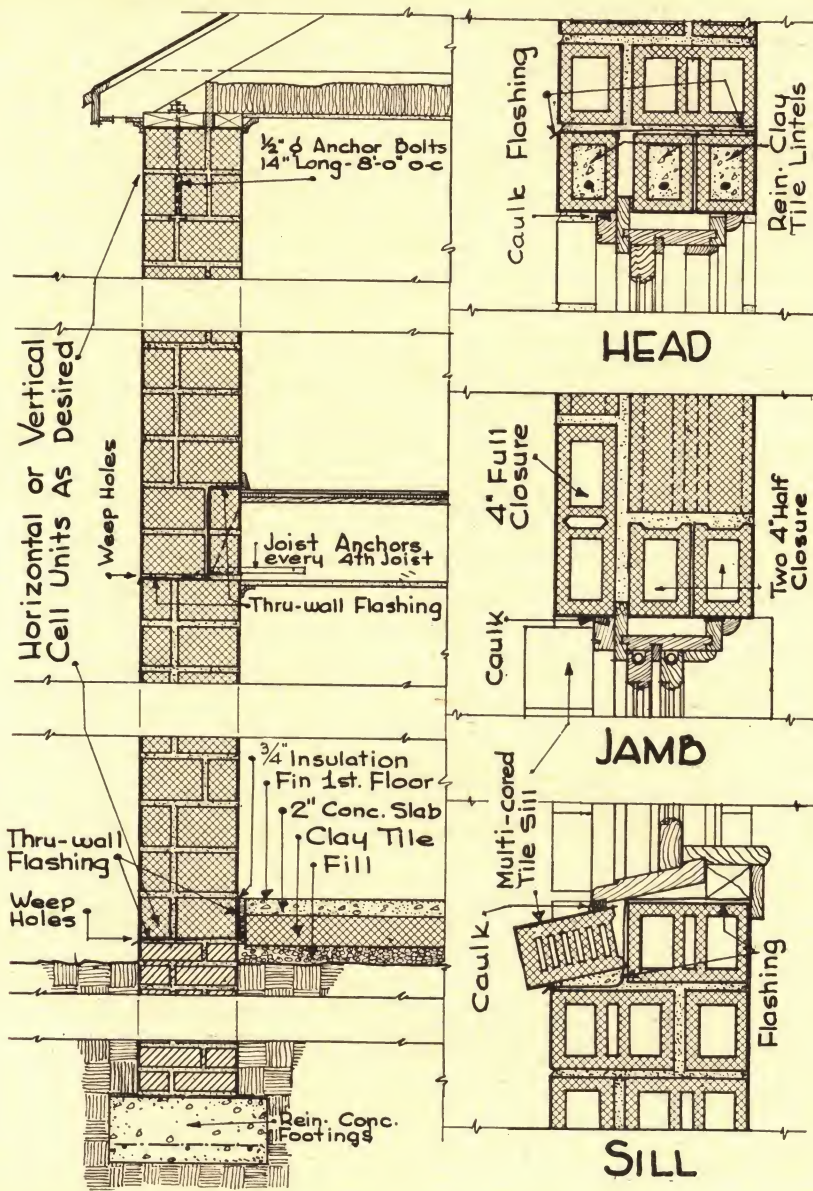 ½" ϕ Anchor Bolts
14" Long - 8'-0" o-c
Horizontal or Vertical
Cell Units As Desired
Weep Holes
Joist Anchors
every 4th Joist
Thru-wall Flashing
¾" Insulation
Fin 1st. Floor
2" Conc. Slab
Clay Tile
Fill
Thru-wall
Flashing
Weep
Holes
Rein. Conc.
Footings
Caulk Flashing
Rein. Clay
Tile Lintels
HEAD
4" Full
Closure
Two 4" Half
Closure
Caulk
JAMB
Multi-cored
Tile Sill
Caulk
Flashing
SILL